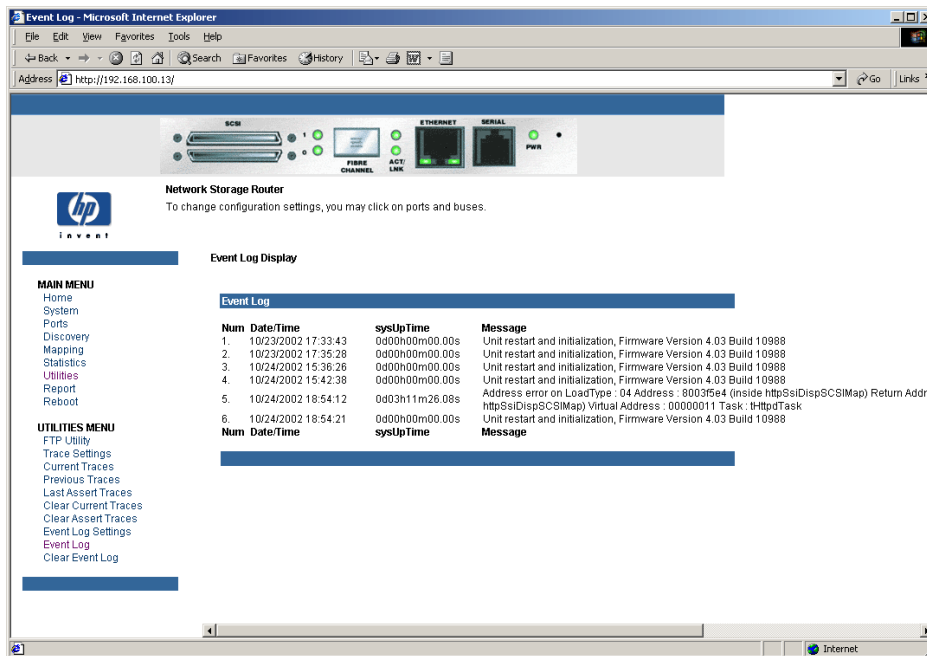 Event Log - Microsoft Internet Explorer
File Edit View Favorites Tools Help
Back Search Favorites History
Address http://192.168.100.13/ Go Links
SCSI
1
0
FIBRE CHANNEL
ACT/ LNK
ETHERNET
SERIAL
PWR
hp
invent
Network Storage Router
To change configuration settings, you may click on ports and buses.
MAIN MENU
Home
System
Ports
Discovery
Mapping
Statistics
Utilities
Report
Reboot
UTILITIES MENU
FTP Utility
Trace Settings
Current Traces
Previous Traces
Last Assert Traces
Clear Current Traces
Clear Assert Traces
Event Log Settings
Event Log
Clear Event Log
Event Log Display
Event Log
Num Date/Time sysUpTime Message
1. 10/23/2002 17:33:43 0d00h00m00.00s Unit restart and initialization, Firmware Version 4.03 Build 10988
2. 10/23/2002 17:35:28 0d00h00m00.00s Unit restart and initialization, Firmware Version 4.03 Build 10988
3. 10/24/2002 15:36:26 0d00h00m00.00s Unit restart and initialization, Firmware Version 4.03 Build 10988
4. 10/24/2002 15:42:38 0d00h00m00.00s Unit restart and initialization, Firmware Version 4.03 Build 10988
5. 10/24/2002 18:54:12 0d03h11m26.08s Address error on LoadType : 04 Address : 8003f5e4 (inside httpSsiDispSCSIMap) Return Addr
httpSsiDispSCSIMap) Virtual Address : 00000011 Task : tHttpdTask
6. 10/24/2002 18:54:21 0d00h00m00.00s Unit restart and initialization, Firmware Version 4.03 Build 10988
Num Date/Time sysUpTime Message
Internet